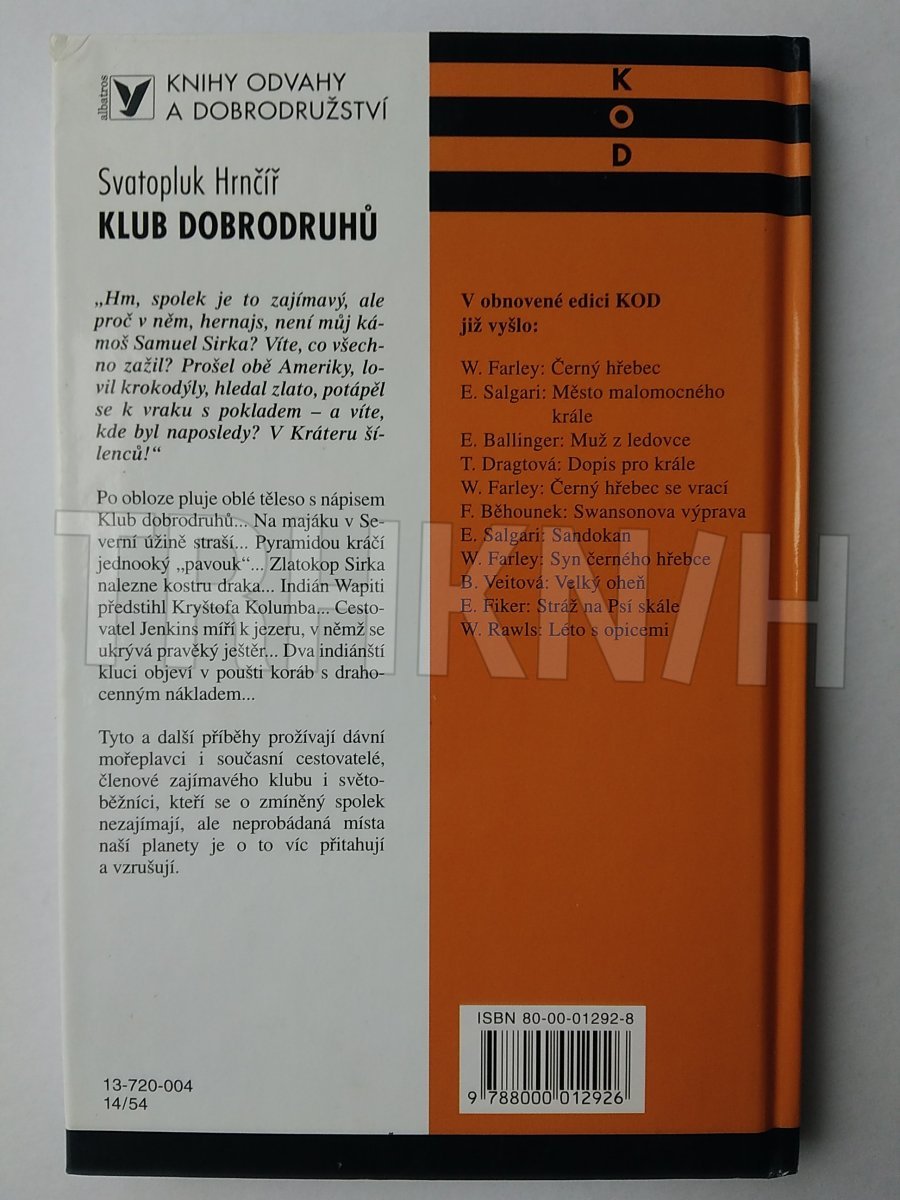 albatros
KNIHY ODVAHY
A DOBRODRUŽSTVÍ
Svatopluk Hrnčíř
KLUB DOBRODRUHŮ
„Hm, spolek je to zajímavý, ale
proč v něm, hernajs, není můj ká-
moš Samuel Sirka? Víte, co všech-
no zažil? Prošel obě Ameriky, lo-
vil krokodýly, hledal zlato, potápěl
se k vraku s pokladem – a víte,
kde byl naposledy? V Kráteru ší-
lenců!“
Po obloze pluje oblé těleso s nápisem
Klub dobrodruhů... Na majáku v Se-
verní úžině straší... Pyramidou kráčí
jednooký „pavouk“... Zlatokop Sirka
nalezne kostru draka... Indián Wapiti
předstihl Kryštofa Kolumba... Cesto-
vatel Jenkins míří k jezeru, v němž se
ukrývá pravěký ještěr... Dva indiánští
kluci objeví v poušti koráb s draho-
cenným nákladem...
Tyto a další příběhy prožívají dávní
mořeplavci i současní cestovatelé,
členové zajímavého klubu i světo-
běžníci, kteří se o zmíněný spolek
nezajímají, ale neprobádaná místa
naší planety je o to víc přitahují
a vzrušují.
13-720-004
14/54
K
O
D
V obnovené edici KOD
již vyšlo:
W. Farley: Černý hřebec
E. Salgari: Město malomocného
krále
E. Ballinger: Muž z ledovce
T. Dragtová: Dopis pro krále
W. Farley: Černý hřebec se vrací
F. Běhounek: Swansonova výprava
E. Salgari: Sandokan
W. Farley: Syn černého hřebce
B. Veitová: Velký oheň
E. Fiker: Stráž na Psí skále
W. Rawls: Léto s opicemi
ISBN 80-00-01292-8
9 788000 012926
TRHKNIH